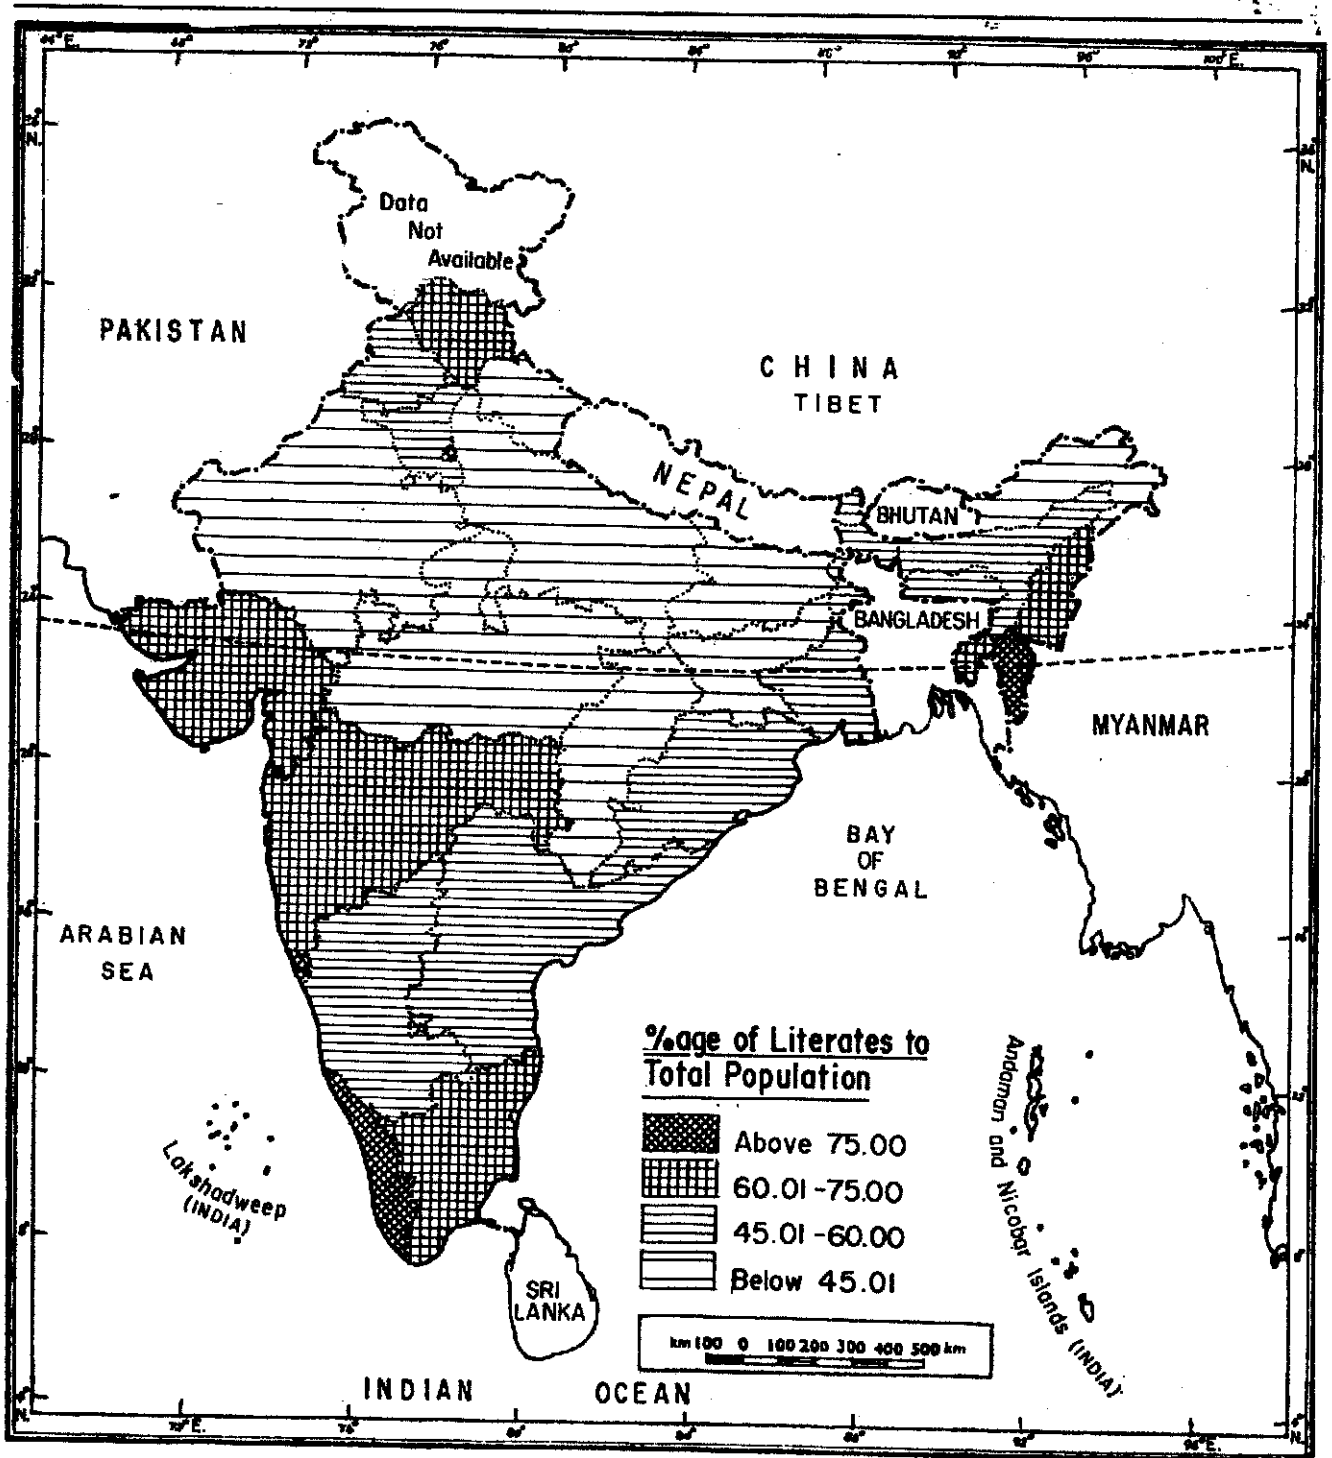 Data
Not
Available
PAKISTAN
CHINA
TIBET
NEPAL
BHUTAN
BANGLADESH
MYANMAR
BAY
OF
BENGAL
ARABIAN
SEA
%age of Literates to
Total Population
Above 75.00
60.01-75.00
45.01-60.00
Below 45.01
Lakshadweep
(INDIA)
Andaman and Nicobar Islands (INDIA)
SRI
LANKA
km 100 0 100 200 300 400 500 km
INDIAN OCEAN